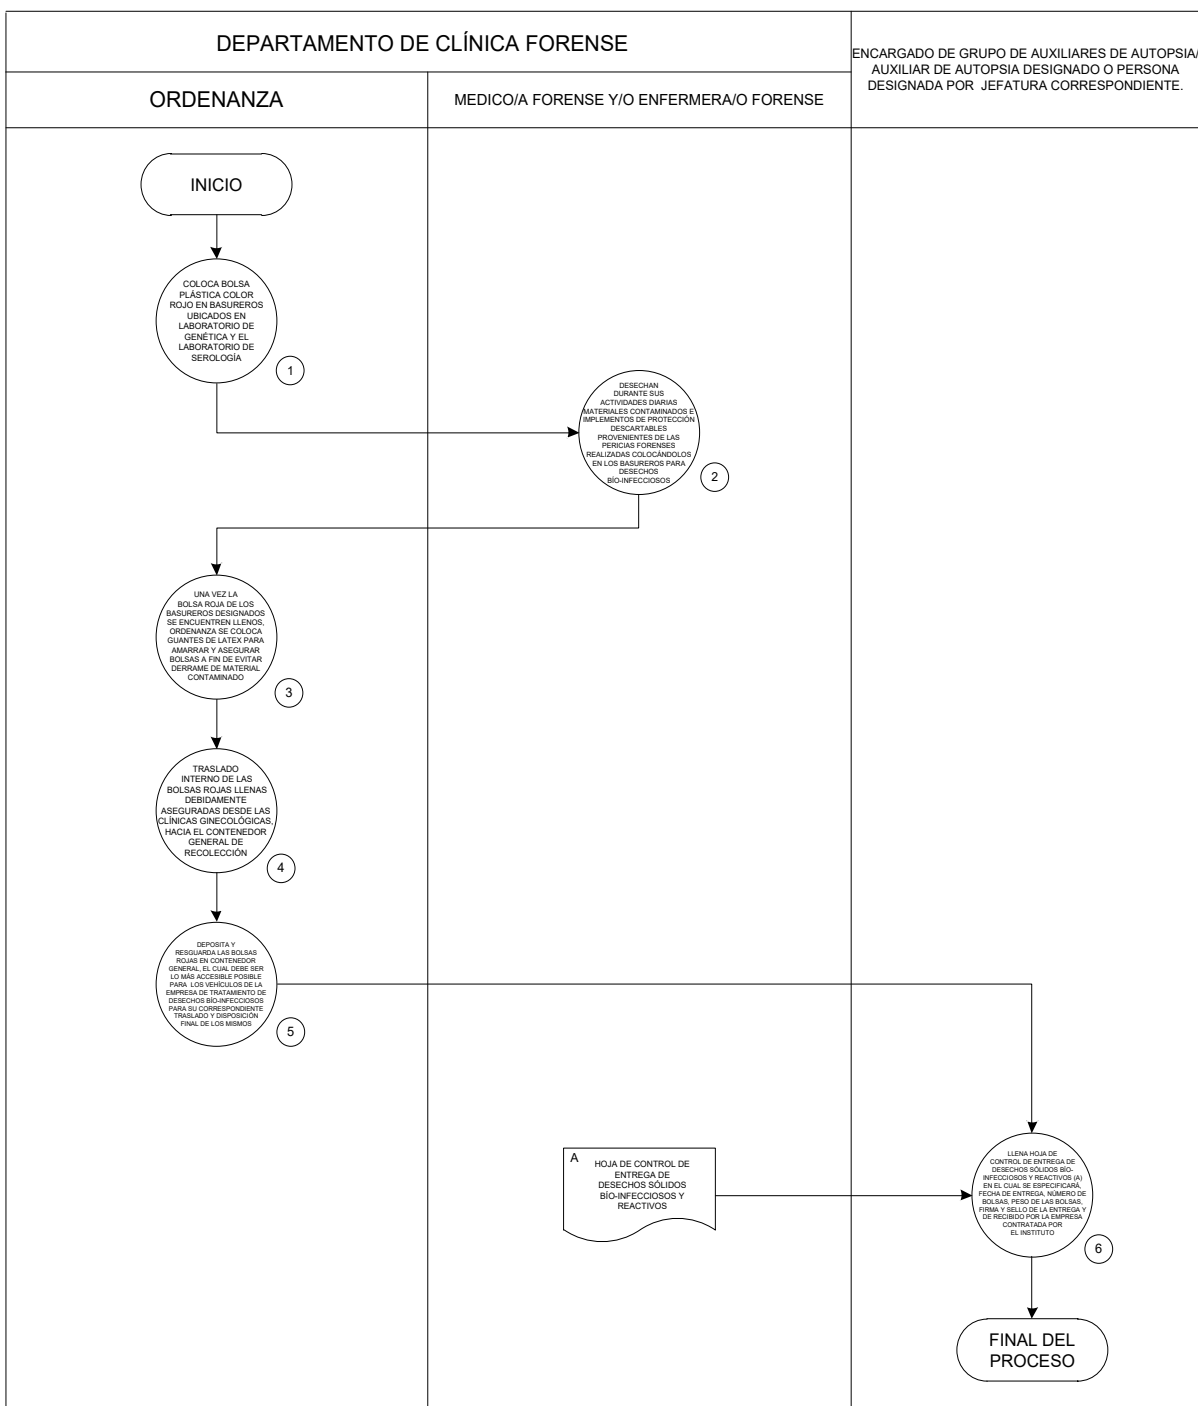 DEPARTAMENTO DE CLÍNICA FORENSE
ENCARGADO DE GRUPO DE AUXILIARES DE AUTOPSIA/
AUXILIAR DE AUTOPSIA DESIGNADO O PERSONA
DESIGNADA POR JEFATURA CORRESPONDIENTE.
ORDENANZA
MEDICO/A FORENSE Y/O ENFERMERA/O FORENSE
INICIO
COLOCA BOLSA
PLÁSTICA COLOR
ROJO EN BASUREROS
UBICADOS EN
LABORATORIO DE
GENÉTICA Y EL
LABORATORIO DE
SEROLOGÍA
1
DESECHAN
DURANTE SUS
ACTIVIDADES DIARIAS
MATERIALES CONTAMINADOS E
IMPLEMENTOS DE PROTECCIÓN
DESCARTABLES
PROVENIENTES DE LAS
PERICIAS FORENSES
REALIZADAS COLOCÁNDOLOS
EN LOS BASUREROS PARA
DESECHOS
BÍO-INFECCIOSOS
2
UNA VEZ LA
BOLSA ROJA DE LOS
BASUREROS DESIGNADOS
SE ENCUENTREN LLENOS,
ORDENANZA SE COLOCA
GUANTES DE LATEX PARA
AMARRAR Y ASEGURAR
BOLSAS A FIN DE EVITAR
DERRAME DE MATERIAL
CONTAMINADO
3
TRASLADO
INTERNO DE LAS
BOLSAS ROJAS LLENAS
DEBIDAMENTE
ASEGURADAS DESDE LAS
CLÍNICAS GINECOLÓGICAS,
HACIA EL CONTENEDOR
GENERAL DE
RECOLECCIÓN
4
DEPOSITA Y
RESGUARDA LAS BOLSAS
ROJAS EN CONTENEDOR
GENERAL, EL CUAL DEBE SER
LO MÁS ACCESIBLE POSIBLE
PARA LOS VEHÍCULOS DE LA
EMPRESA DE TRATAMIENTO DE
DESECHOS BÍO-INFECCIOSOS
PARA SU CORRESPONDIENTE
TRASLADO Y DISPOSICIÓN
FINAL DE LOS MISMOS
5
A
HOJA DE CONTROL DE
ENTREGA DE
DESECHOS SÓLIDOS
BÍO-INFECCIOSOS Y
REACTIVOS
LLENA HOJA DE
CONTROL DE ENTREGA DE
DESECHOS SÓLIDOS BÍO-
INFECCIOSOS Y REACTIVOS (A)
EN EL CUAL SE ESPECIFICARÁ,
FECHA DE ENTREGA, NÚMERO DE
BOLSAS, PESO DE LAS BOLSAS,
FIRMA Y SELLO DE LA ENTREGA Y
DE RECIBIDO POR LA EMPRESA
CONTRATADA POR
EL INSTITUTO
6
FINAL DEL
PROCESO